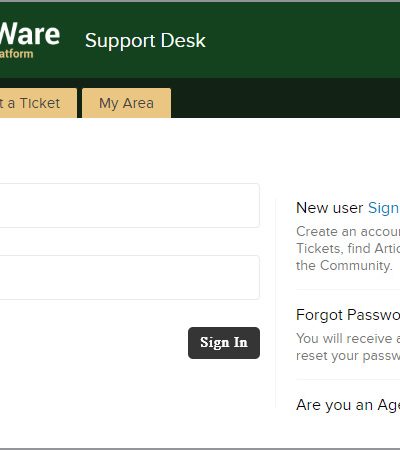 Ware
Support Desk
atform
t a Ticket
My Area
New user Sign
Create an accoun
Tickets, find Artic
the Community.
Sign In
Forgot Passwo
You will receive a
reset your passw
Are you an Age